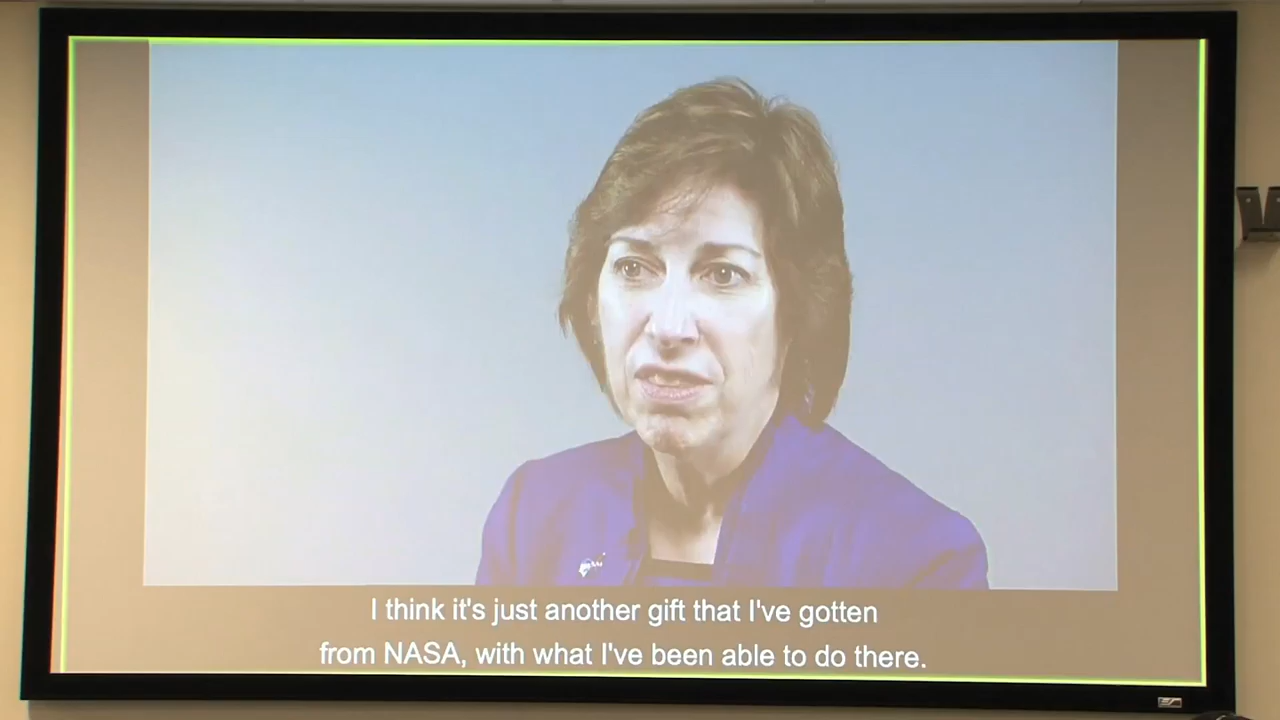 I think it's just another gift that I've gotten
from NASA, with what I've been able to do there.